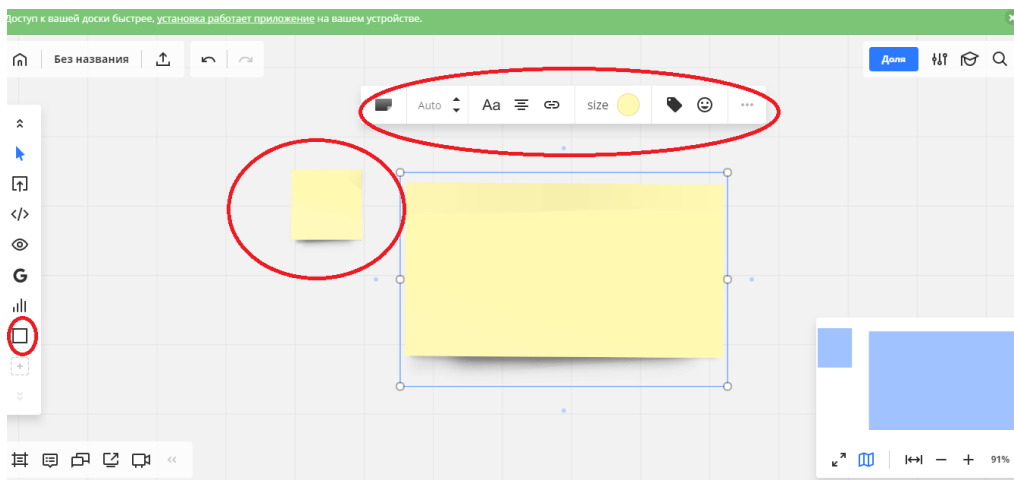 Доступ к вашей доски быстрее, установка работает приложение на вашем устройстве.
Без названия
Доля
Auto
Aa
size
</>
G
91%